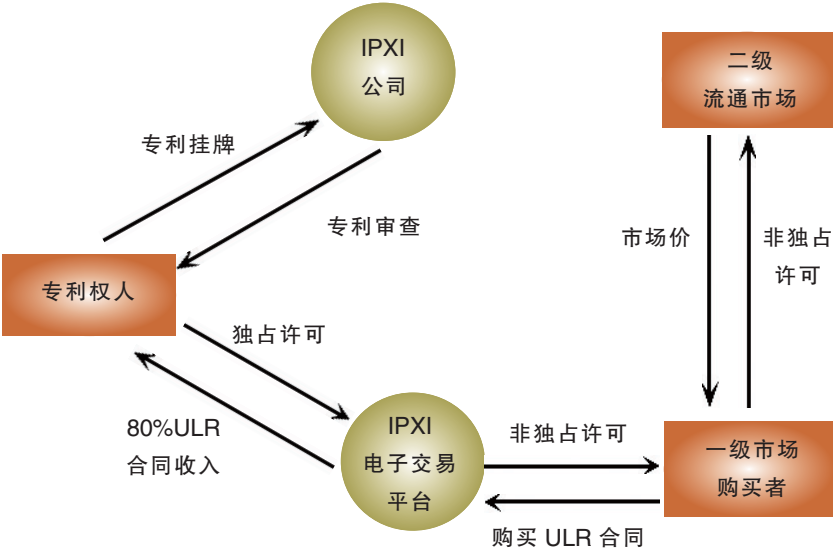 IPXI
公司
二级
流通市场
专利挂牌
专利审查
市场价
非独占
许可
专利权人
独占许可
80%ULR
合同收入
IPXI
电子交易
平台
非独占许可
购买 ULR 合同
一级市场
购买者